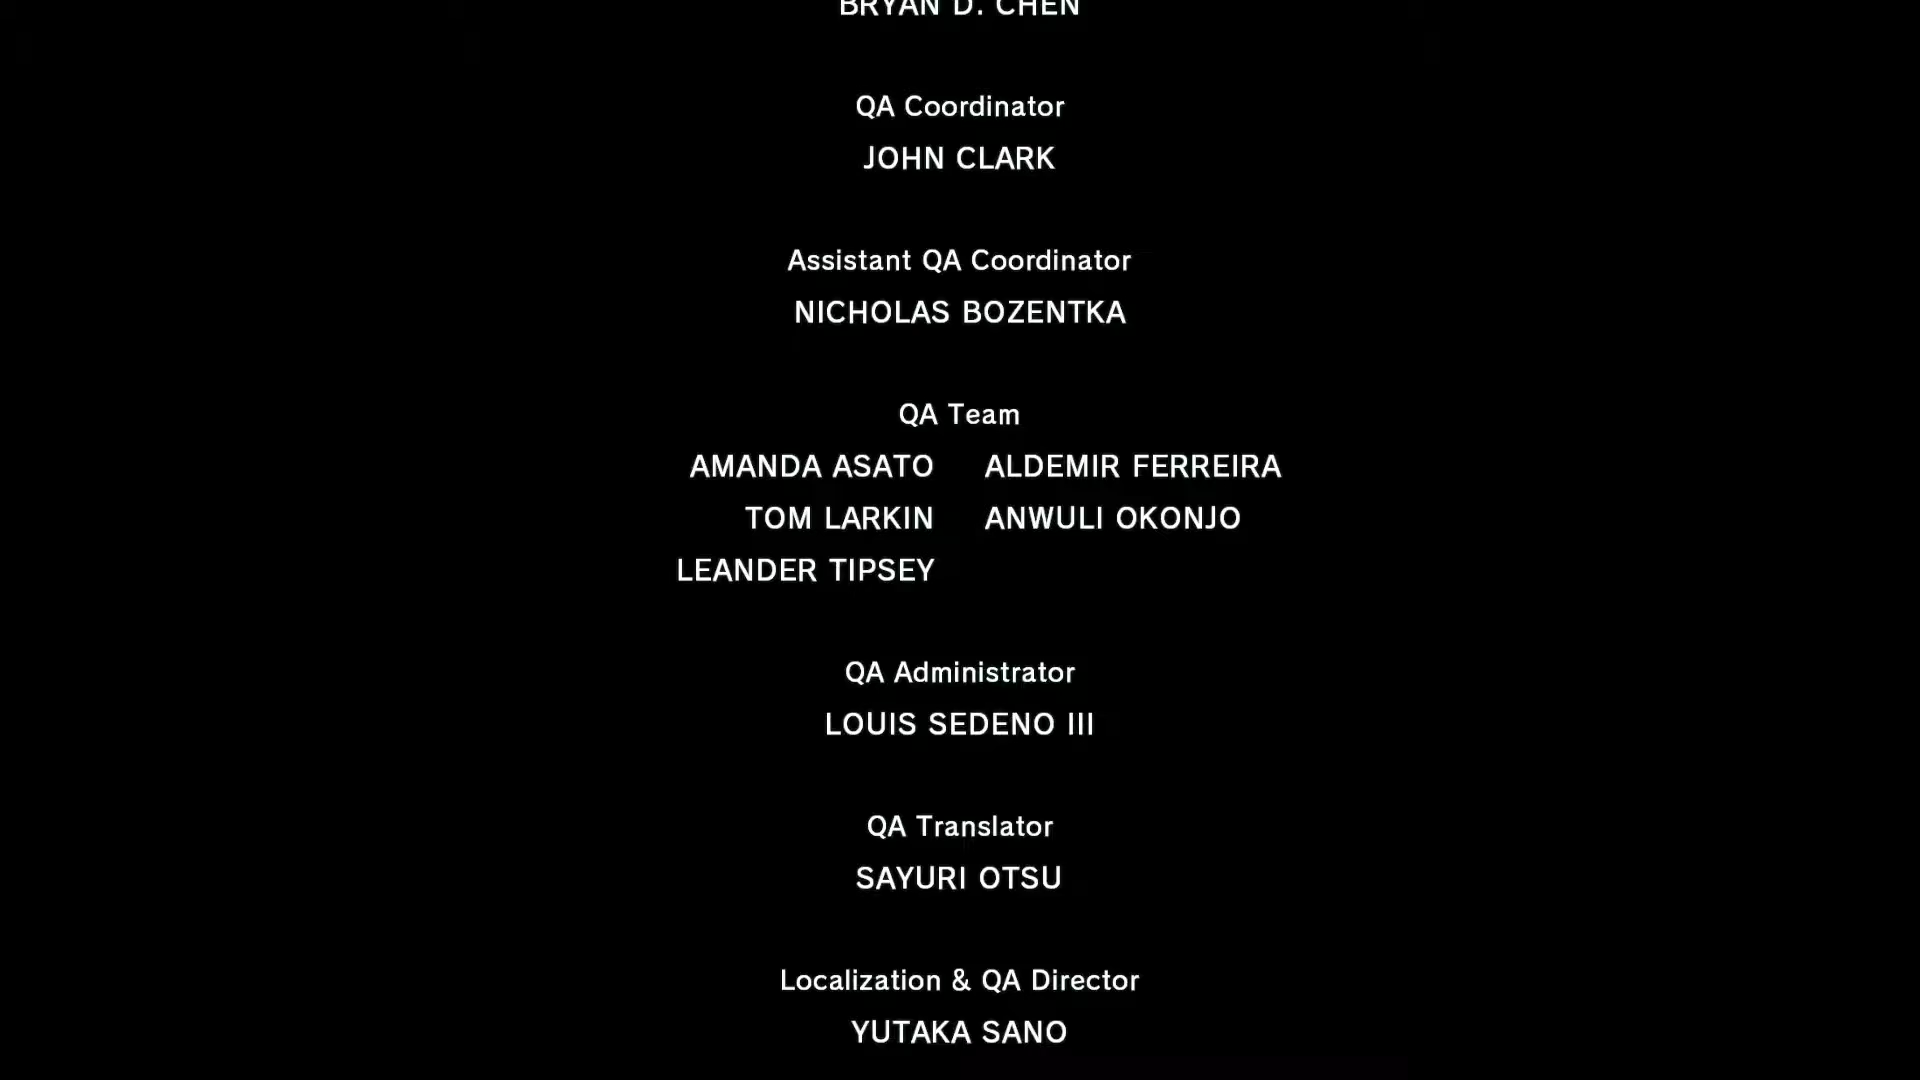 BRYAN D. CHEN
QA Coordinator
JOHN CLARK
Assistant QA Coordinator
NICHOLAS BOZENTKA
QA Team
AMANDA ASATO ALDEMIR FERREIRA
TOM LARKIN ANWULI OKONJO
LEANDER TIPSEY
QA Administrator
LOUIS SEDENO III
QA Translator
SAYURI OTSU
Localization & QA Director
YUTAKA SANO